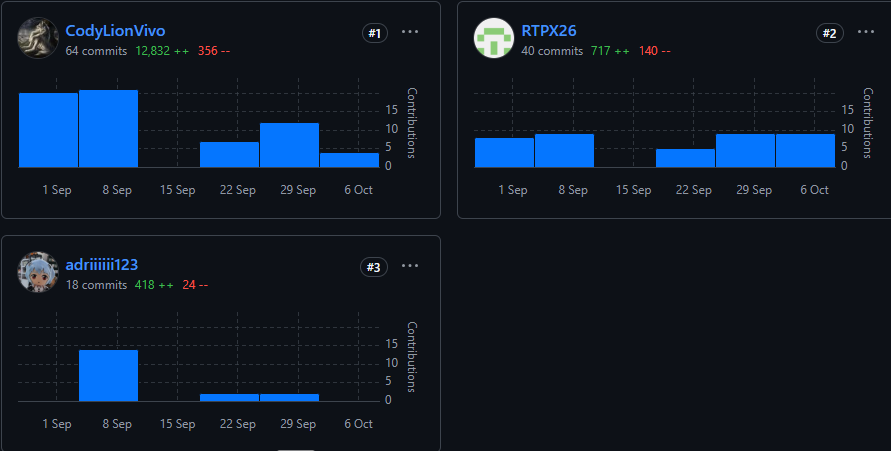 CodyLionVivo
#1
...
64 commits 12,832 ++ 356 --
15
10
5
0
Contributions
1 Sep 8 Sep 15 Sep 22 Sep 29 Sep 6 Oct
RTPX26
#2
...
40 commits 717 ++ 140 --
15
10
5
0
Contributions
1 Sep 8 Sep 15 Sep 22 Sep 29 Sep 6 Oct
adriiiiii123
#3
...
18 commits 418 ++ 24 --
15
10
5
0
Contributions
1 Sep 8 Sep 15 Sep 22 Sep 29 Sep 6 Oct